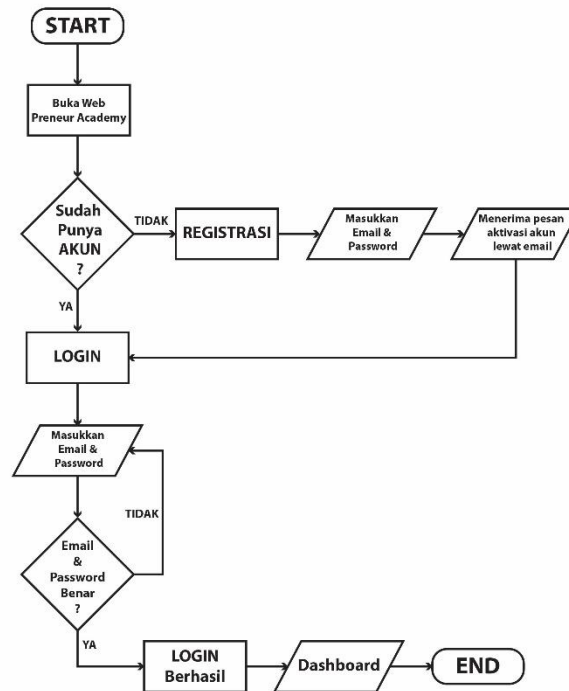 START
Buka Web
Preneur Academy
Sudah
Punya
AKUN
?
TIDAK
REGISTRASI
Masukkan
Email &
Password
Menerima pesan
aktivasi akun
lewat email
YA
LOGIN
Masukkan
Email &
Password
TIDAK
Email
&
Password
Benar
?
YA
LOGIN
Berhasil
Dashboard
END